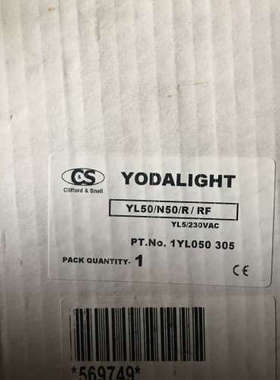 CS
Clifford & Snell
YODALIGHT
YL50/N50/R/RF
YL5/230VAC
PT.No. 1YL050 305
PACK QUANTITY- 1
CE
*569749*